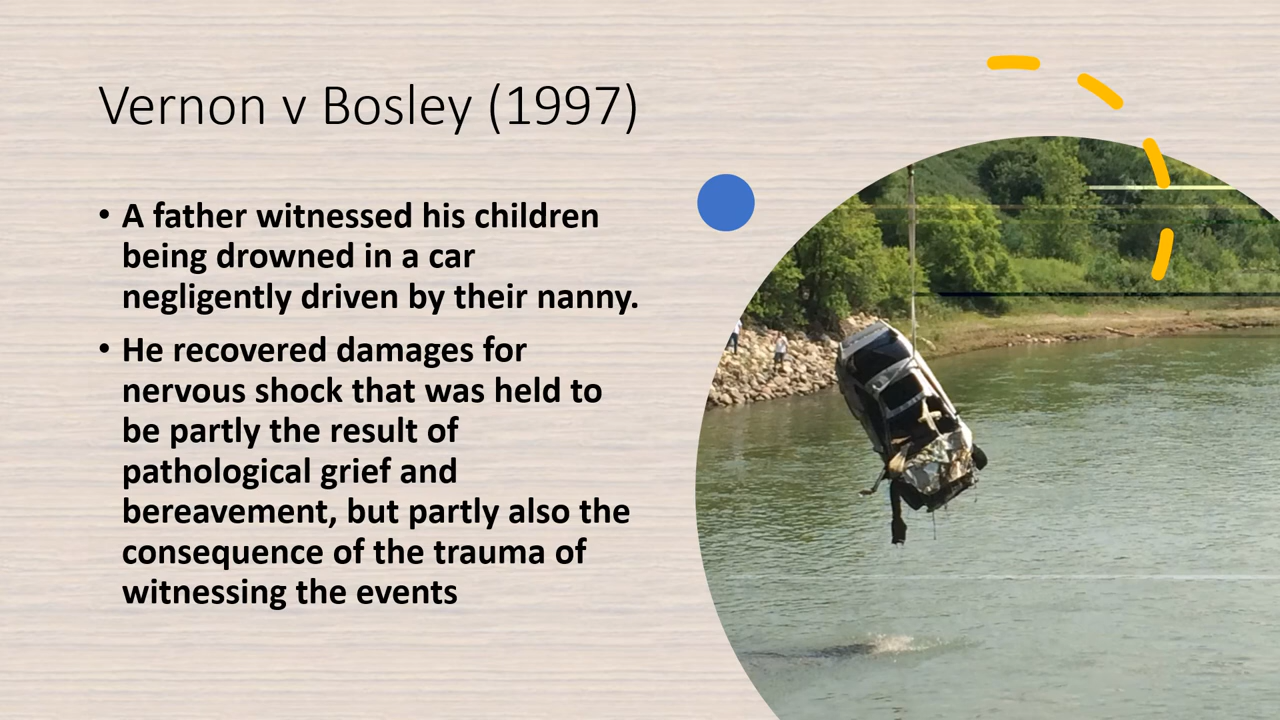 Vernon v Bosley (1997)
• A father witnessed his children
being drowned in a car
negligently driven by their nanny.
• He recovered damages for
nervous shock that was held to
be partly the result of
pathological grief and
bereavement, but partly also the
consequence of the trauma of
witnessing the events